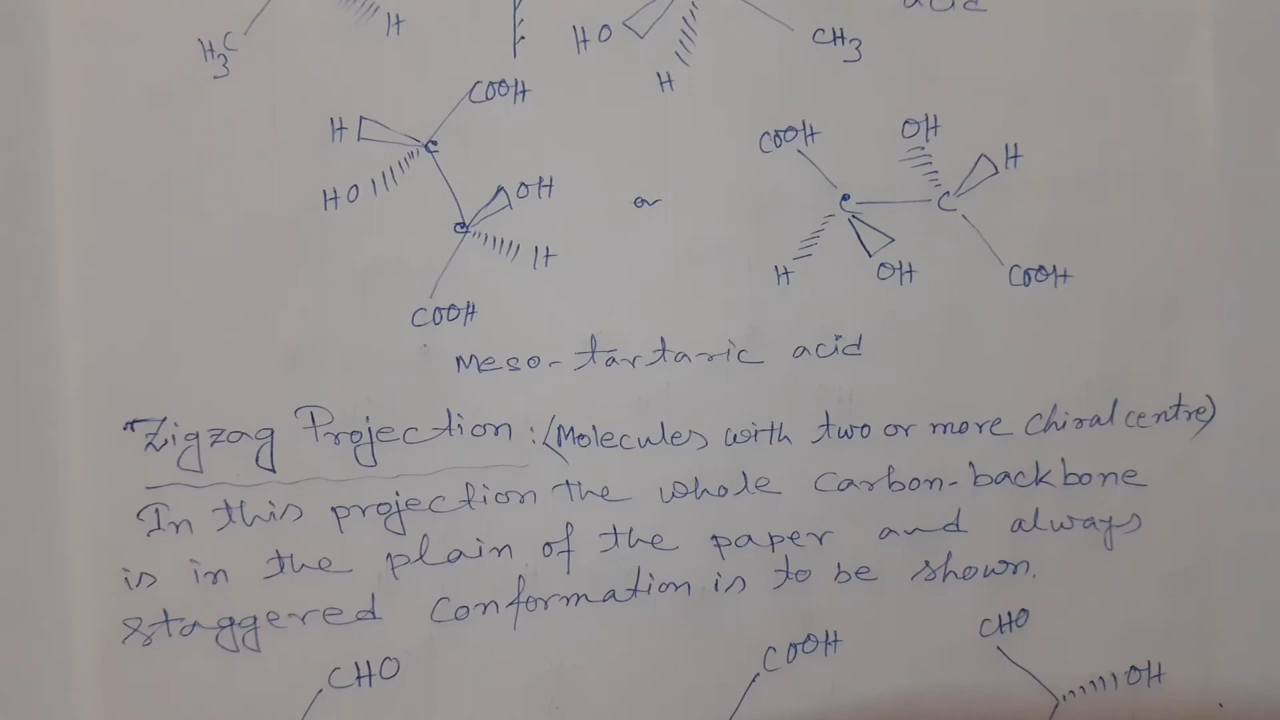 H
H₃C
HO
H
CH₃
COOH
H
C
HO
OH
C
H
COOH
or
COOH
OH
H
C
C
H
OH
COOH
Meso-tartaric acid
Zigzag Projection : (Molecules with two or more chiral centre)
In this projection the whole carbon-backbone
is in the plain of the paper and always
staggered conformation is to be shown.
CHO
COOH
CHO
OH